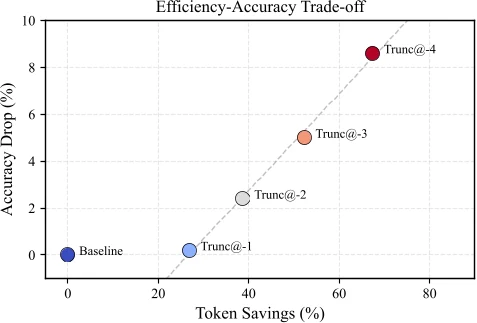 Efficiency-Accuracy Trade-off
Accuracy Drop (%)
10
8
6
4
2
0
Trunc@-4
Trunc@-3
Trunc@-2
Trunc@-1
Baseline
0 20 40 60 80
Token Savings (%)